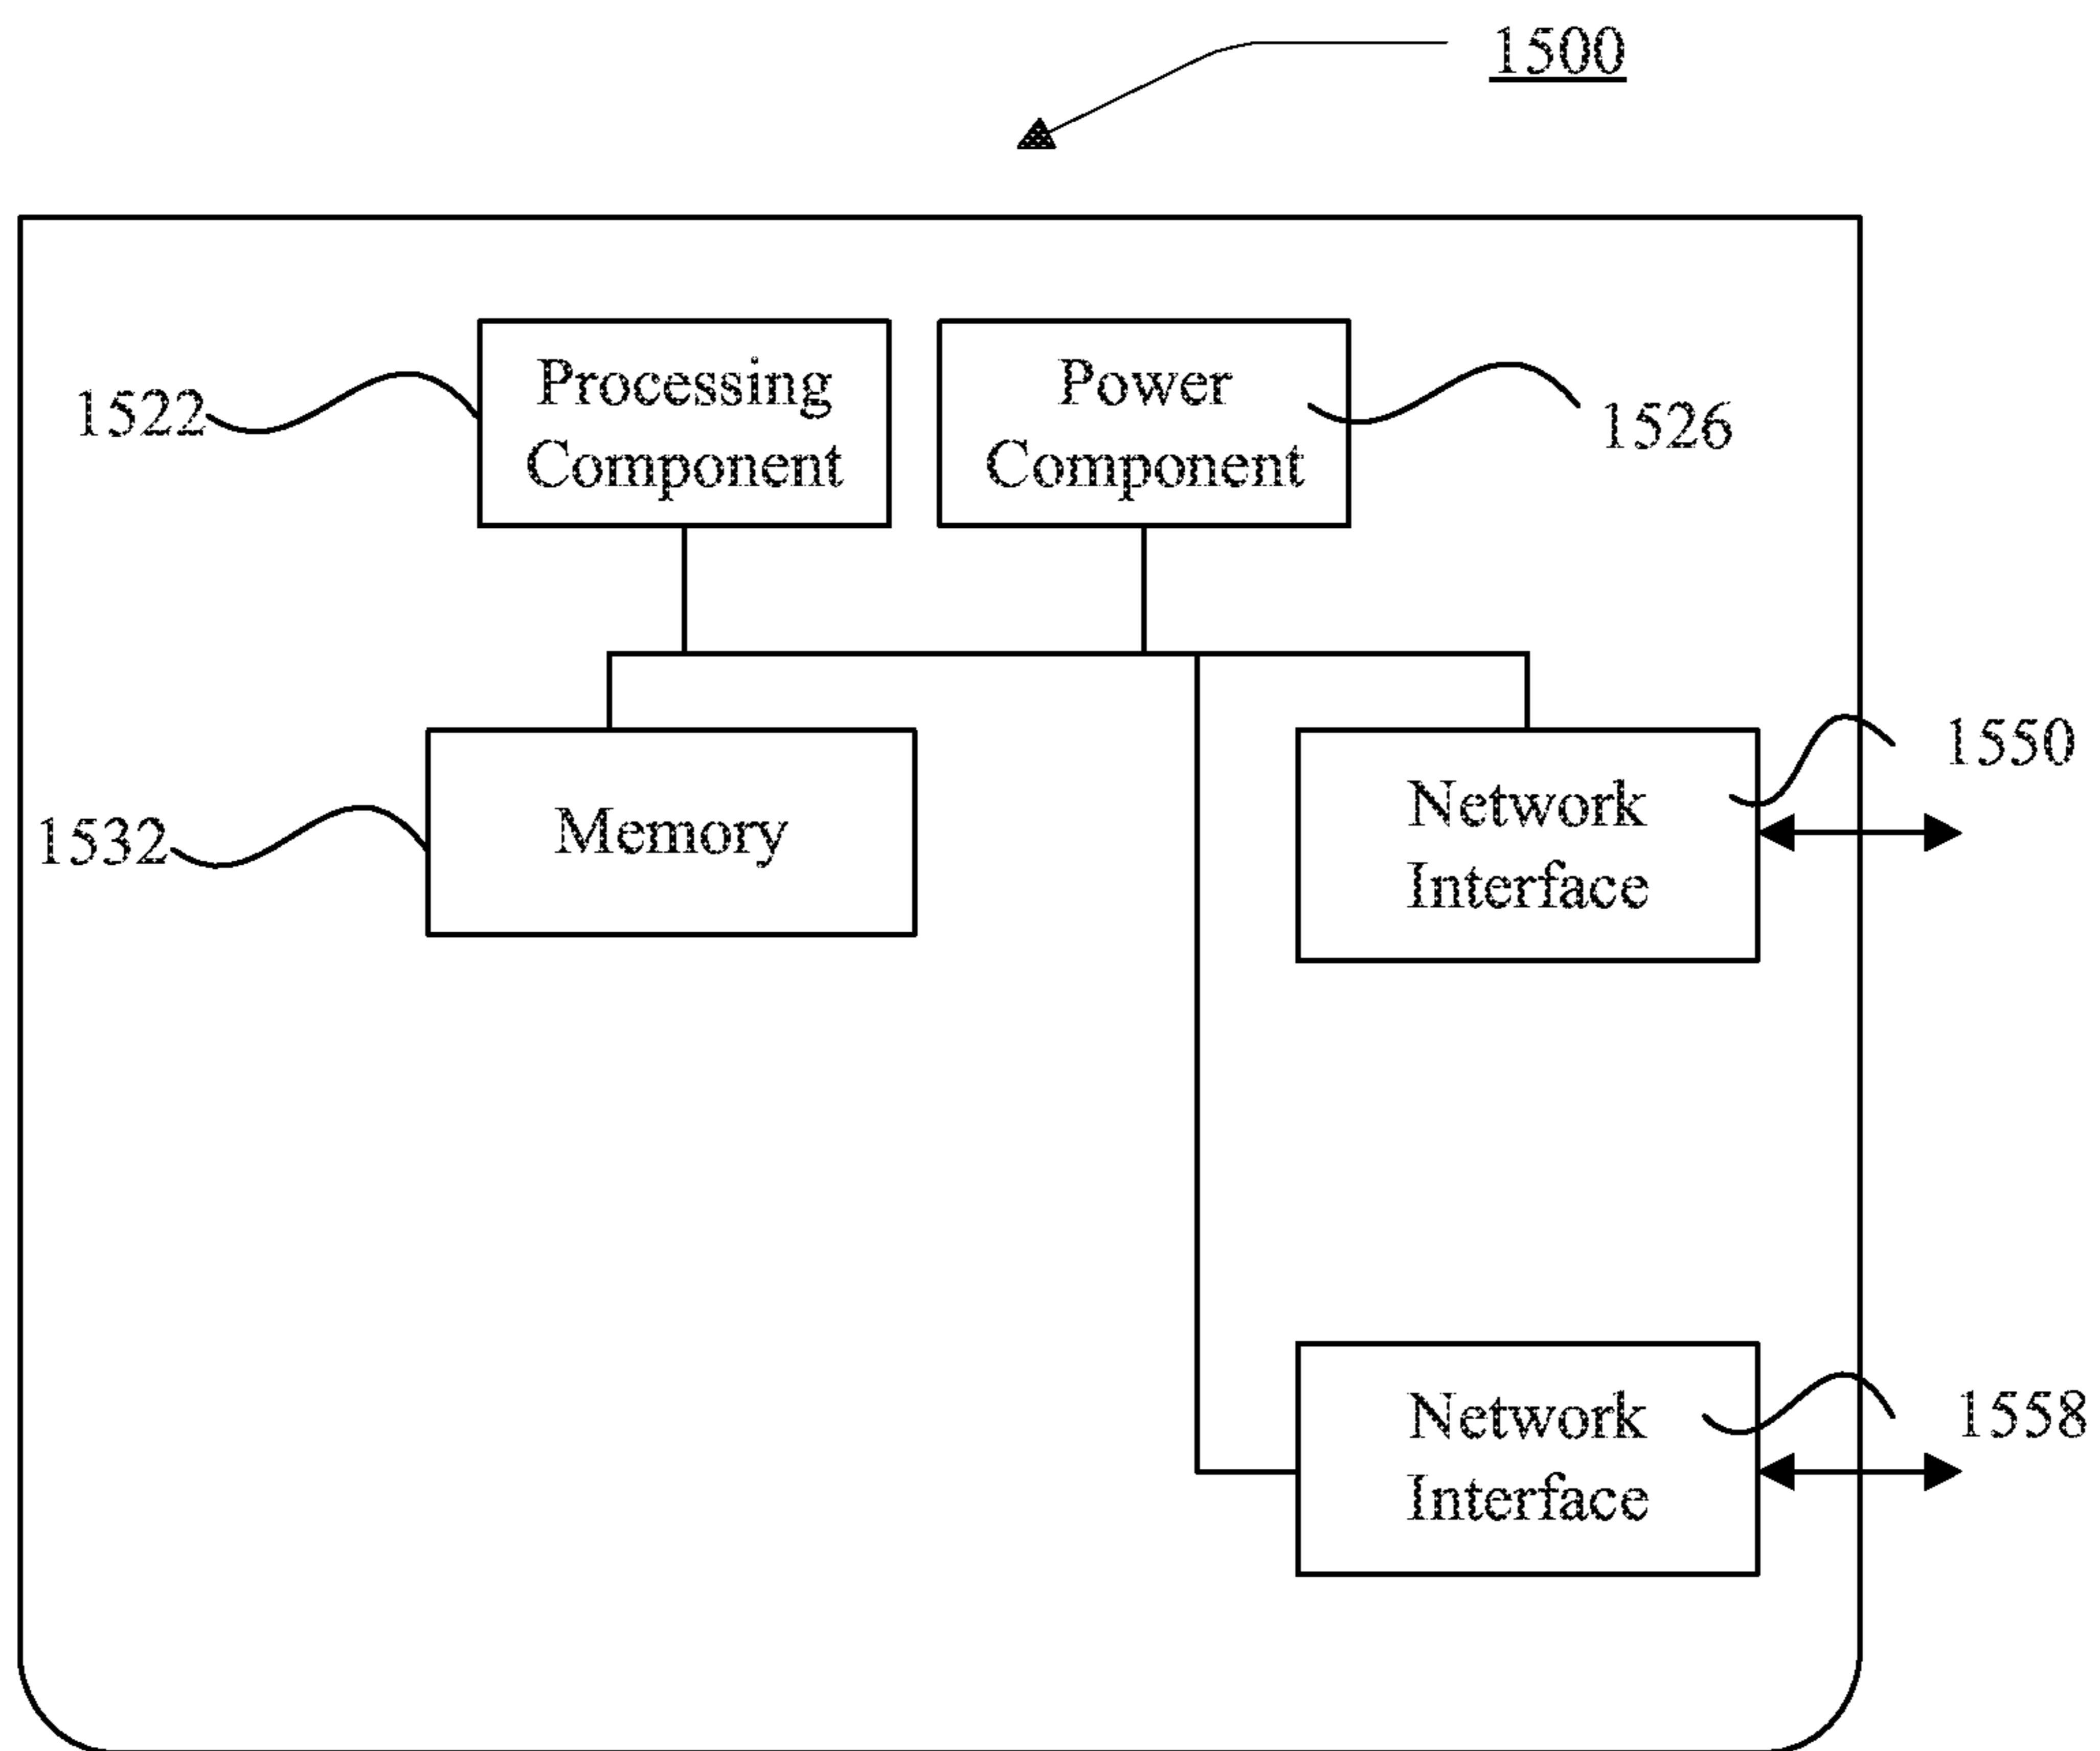 1500
Processing
Component
Power
Component
1522
1526
1550
Network
Interface
1532
Memory
1558
Network
Interface